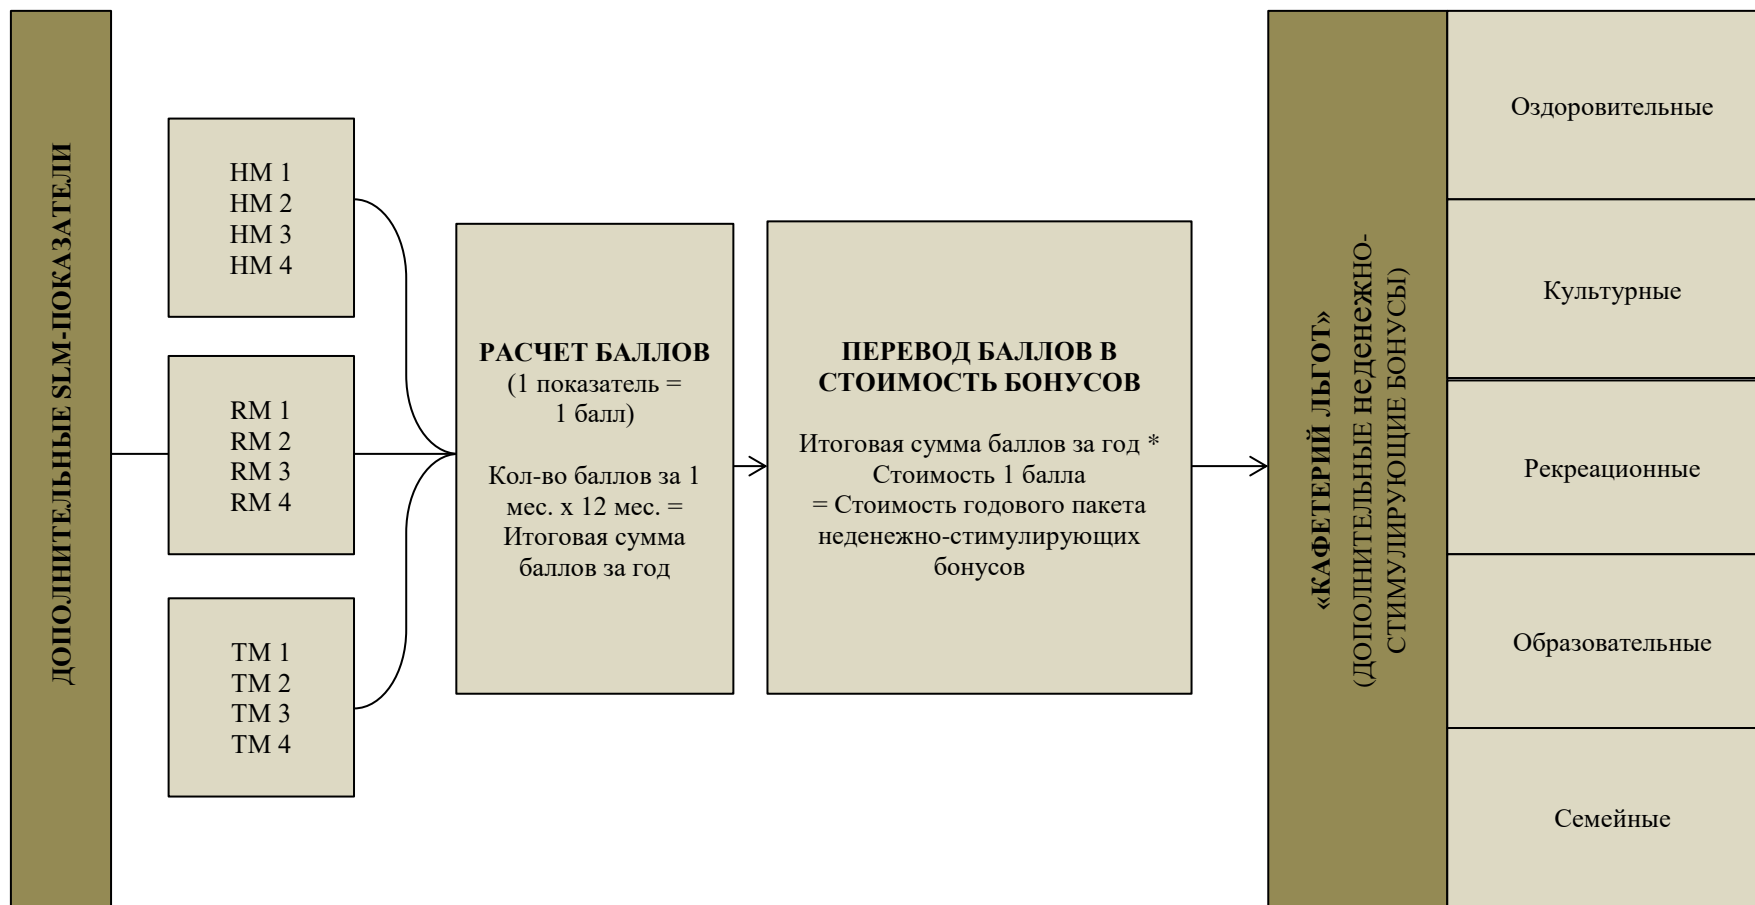 ДОПОЛНИТЕЛЬНЫЕ SLM-ПОКАЗАТЕЛИ
HM 1
HM 2
HM 3
HM 4
RM 1
RM 2
RM 3
RM 4
TM 1
TM 2
TM 3
TM 4
РАСЧЕТ БАЛЛОВ
(1 показатель =
1 балл)
Кол-во баллов за 1
мес. х 12 мес. =
Итоговая сумма
баллов за год
ПЕРЕВОД БАЛЛОВ В
СТОИМОСТЬ БОНУСОВ
Итоговая сумма баллов за год *
Стоимость 1 балла
= Стоимость годового пакета
неденежно-стимулирующих
бонусов
«КАФЕТЕРИЙ ЛЬГОТ»
(ДОПОЛНИТЕЛЬНЫЕ неденежно-
СТИМУЛИРУЮЩИЕ БОНУСЫ)
Оздоровительные
Культурные
Рекреационные
Образовательные
Семейные